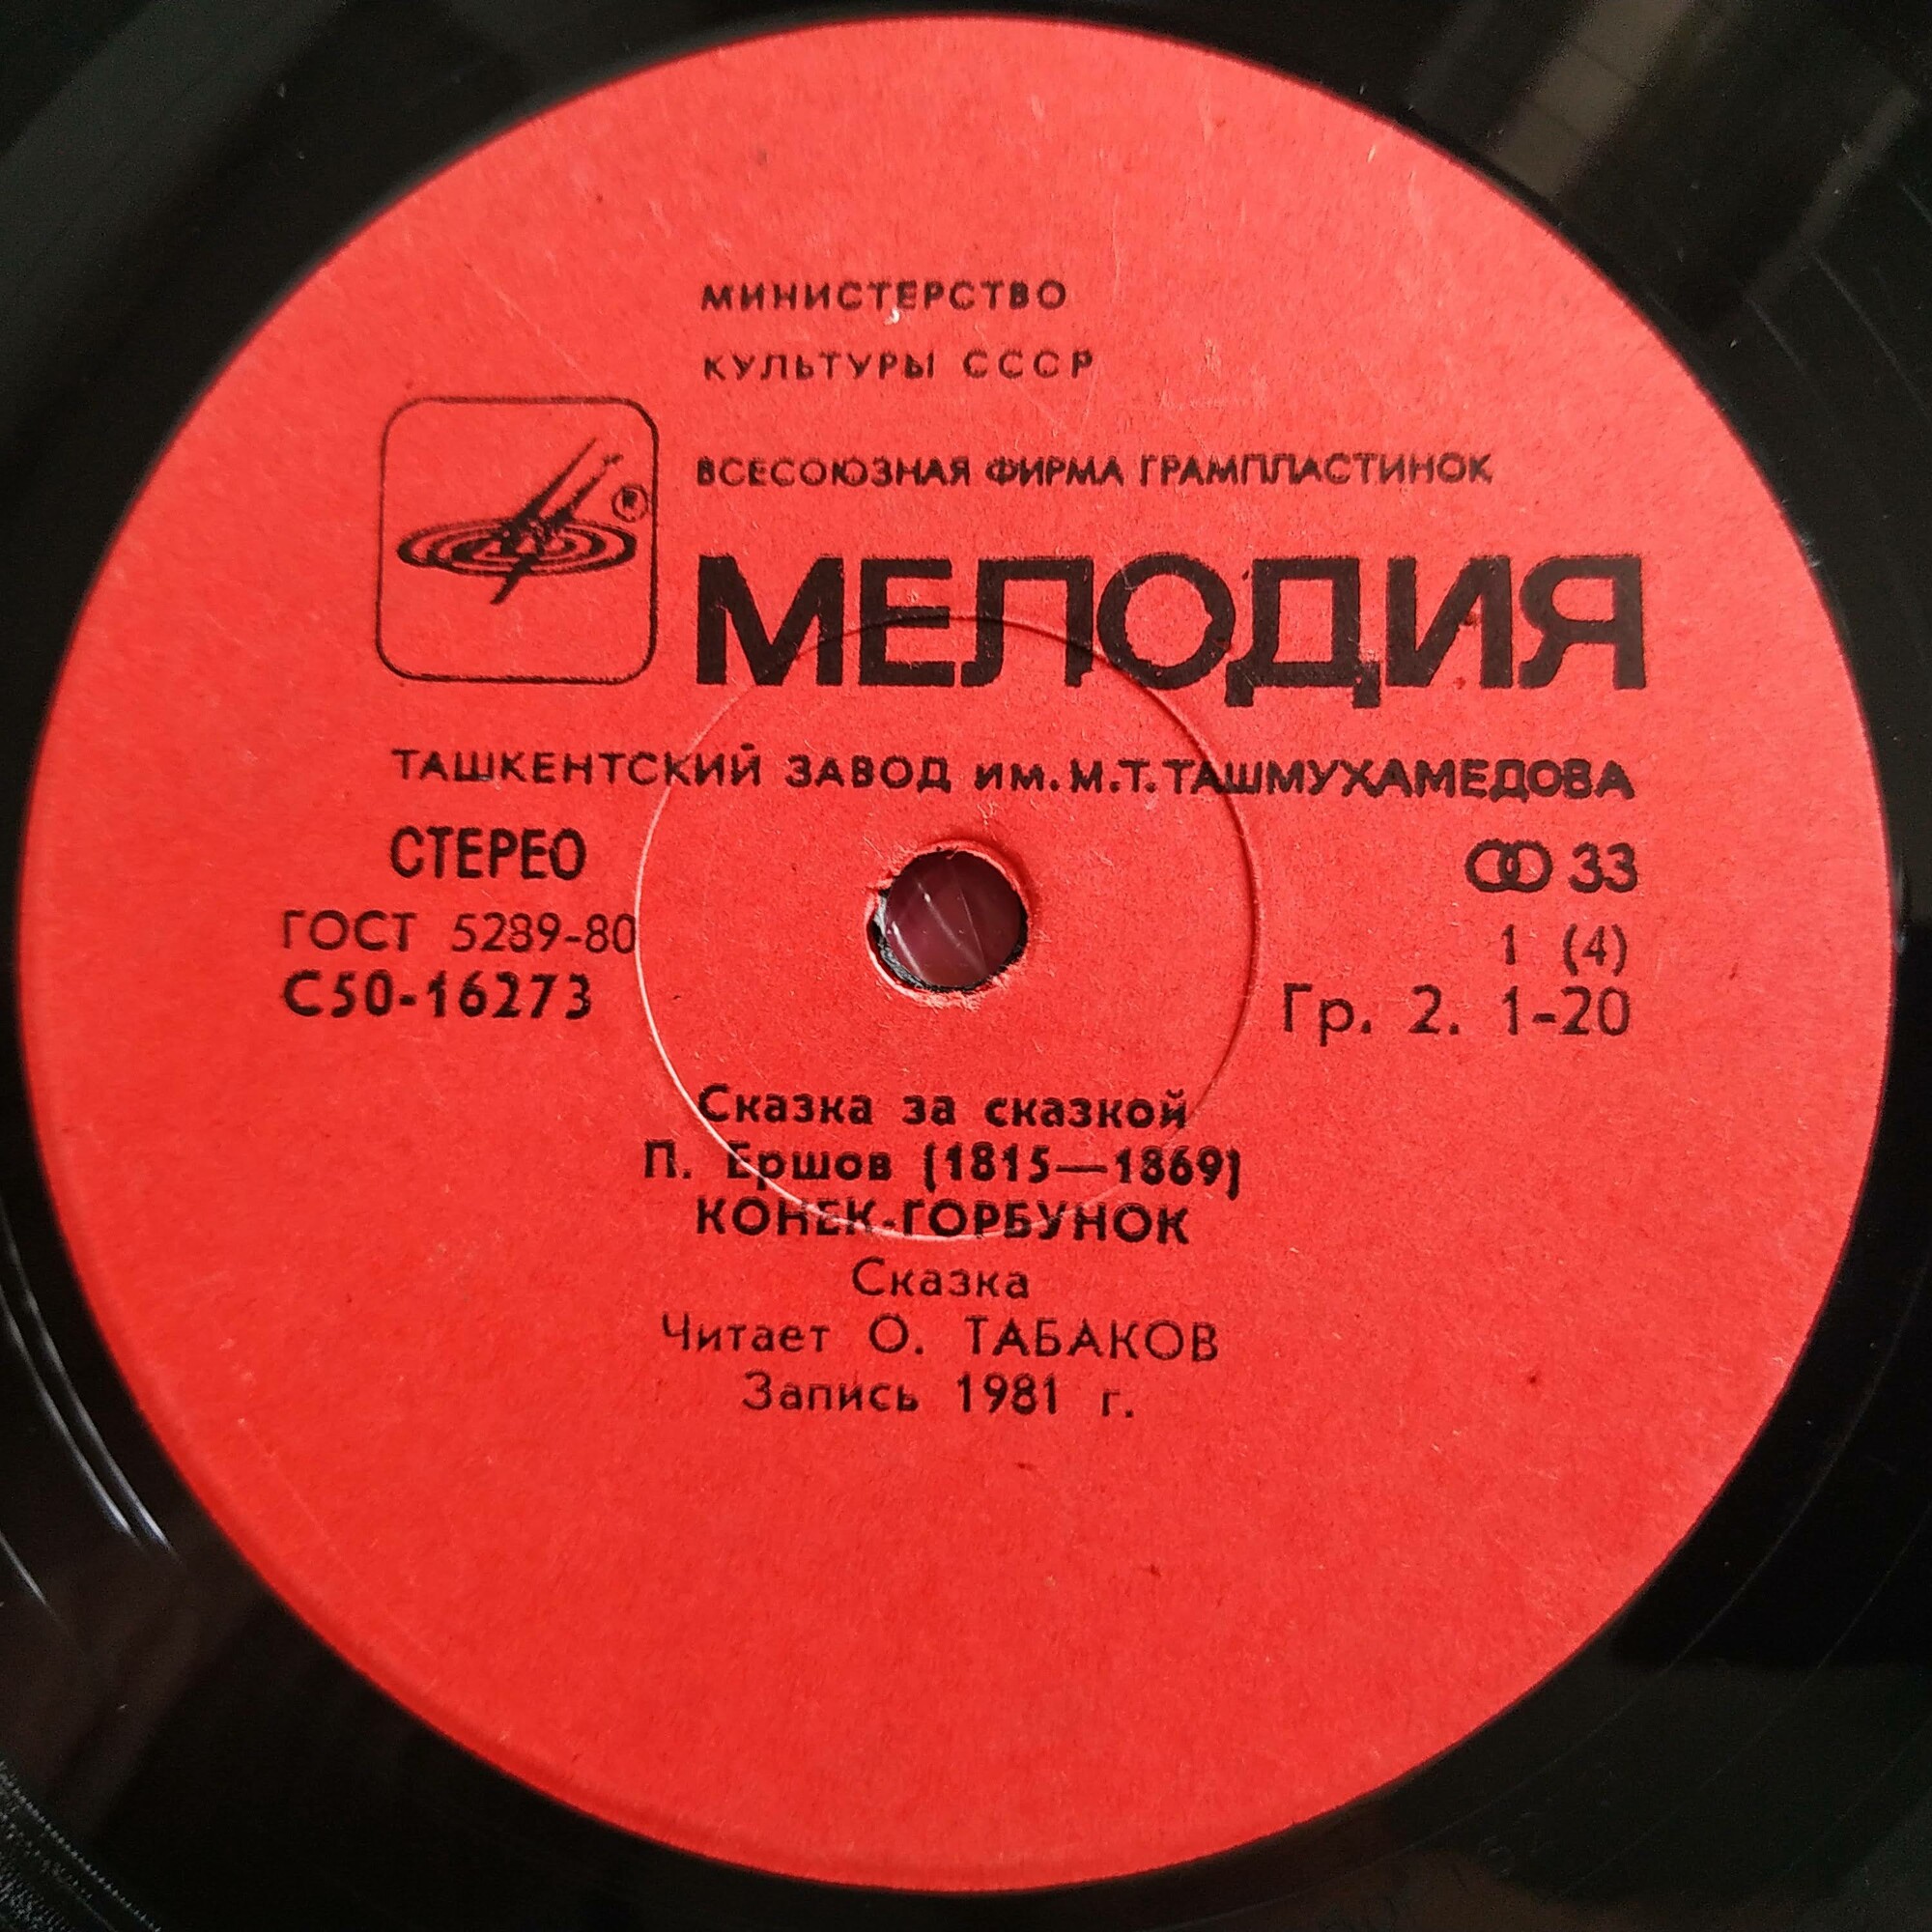 МИНИСТЕРСТВО
КУЛЬТУРЫ СССР
ВСЕСОЮЗНАЯ ФИРМА ГРАМПЛАСТИНОК
МЕЛОДИЯ
ТАШКЕНТСКИЙ ЗАВОД ИМ. М.Т. ТАШМУХАМЕДОВА
СТЕРЕО 33
ГОСТ 5289-80 1 (4)
С50-16273 Гр. 2. 1-20
Сказка за сказкой
П. Ершов (1815—1869)
КОНЕК-ГОРБУНОК
Сказка
Читает О. ТАБАКОВ
Запись 1981 г.